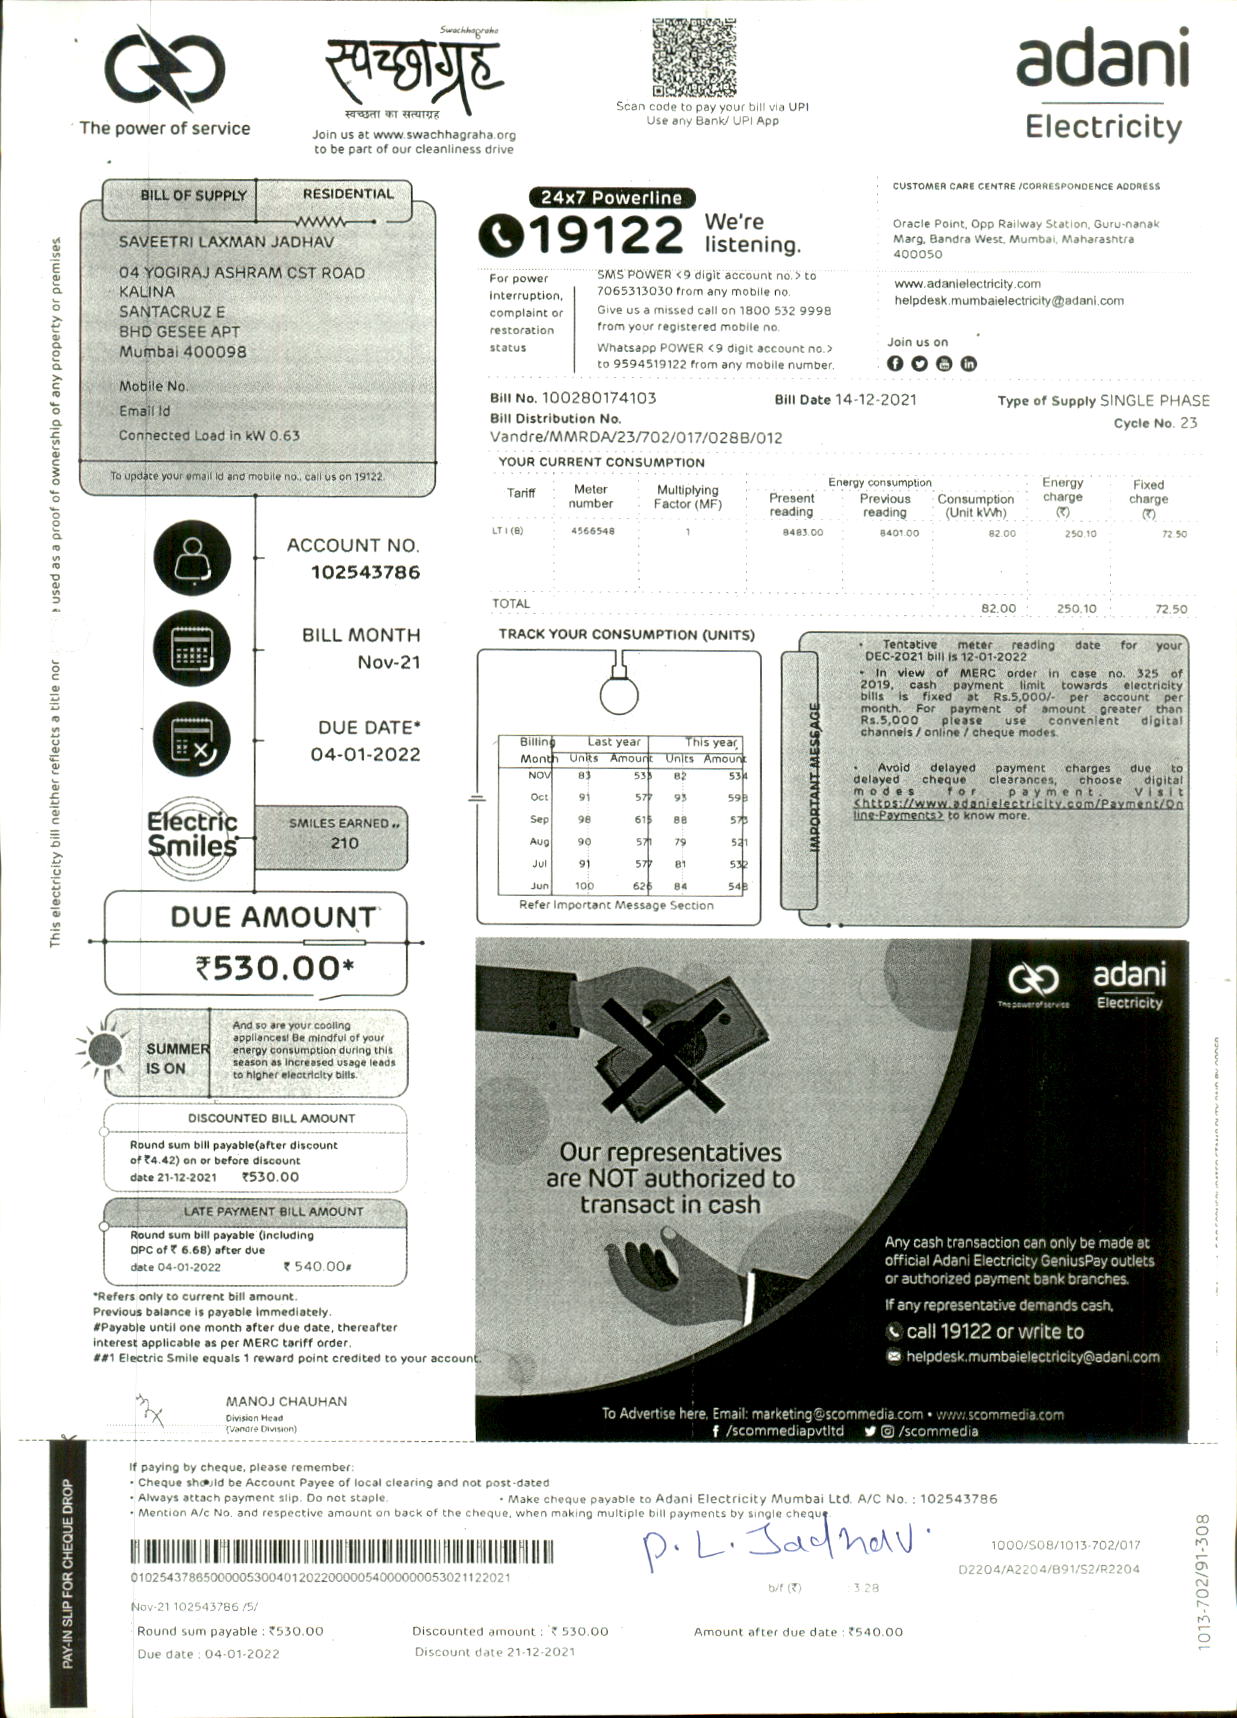 The power of service
Swachhagraha
स्वच्छाग्रह
स्वच्छता का सत्याग्रह
Join us at www.swachhagraha.org
to be part of our cleanliness drive
Scan code to pay your bill via UPI
Use any Bank/ UPI App
adani
Electricity
BILL OF SUPPLY RESIDENTIAL
SAVEETRI LAXMAN JADHAV
04 YOGIRAJ ASHRAM CST ROAD
KALINA
SANTACRUZ E
BHD GESEE APT
Mumbai 400098
Mobile No.
Email Id
Connected Load in kW 0.63
To update your email id and mobile no., call us on 19122.
24x7 Powerline
19122 We're
listening.
For power
interruption,
complaint or
restoration
status
SMS POWER <9 digit account no.> to
7065313030 from any mobile no.
Give us a missed call on 1800 532 9998
from your registered mobile no.
Whatsapp POWER <9 digit account no.>
to 9594519122 from any mobile number.
CUSTOMER CARE CENTRE /CORRESPONDENCE ADDRESS
Oracle Point, Opp Railway Station, Guru-nanak
Marg, Bandra West, Mumbai, Maharashtra
400050
www.adanielectricity.com
helpdesk.mumbaielectricity@adani.com
Join us on
Bill No. 100280174103 Bill Date 14-12-2021 Type of Supply SINGLE PHASE
Bill Distribution No. Cycle No. 23
Vandre/MMRDA/23/702/017/028B/012
YOUR CURRENT CONSUMPTION
Tariff Meter number Multiplying Factor (MF) Energy consumption Present reading Previous reading Consumption (Unit kWh) Energy charge (₹) Fixed charge (₹)
LT I (B) 4566548 1 8483.00 8401.00 82.00 250.10 72.50
TOTAL 82.00 250.10 72.50
ACCOUNT NO.
102543786
BILL MONTH
Nov-21
DUE DATE*
04-01-2022
Electric
Smiles
SMILES EARNED
210
DUE AMOUNT
₹530.00*
TRACK YOUR CONSUMPTION (UNITS)
Billing Last year This year
Month Units Amount Units Amount
NOV 83 533 82 534
Oct 91 577 93 598
Sep 98 615 88 573
Aug 90 571 79 521
Jul 91 577 81 532
Jun 100 626 84 548
Refer Important Message Section
IMPORTANT MESSAGE
• Tentative meter reading date for your
DEC-2021 bill is 12-01-2022
• In view of MERC order in case no. 325 of
2019, cash payment limit towards electricity
bills is fixed at Rs.5,000/- per account per
month. For payment of amount greater than
Rs.5,000 please use convenient digital
channels / online / cheque modes.
• Avoid delayed payment charges due to
delayed cheque clearances, choose digital
modes for payment. Visit
<https://www.adanielectricity.com/Payment/On
line-Payments> to know more.
SUMMER
IS ON
And so are your cooling
appliances! Be mindful of your
energy consumption during this
season as increased usage leads
to higher electricity bills.
DISCOUNTED BILL AMOUNT
Round sum bill payable(after discount
of ₹4.42) on or before discount
date 21-12-2021 ₹530.00
LATE PAYMENT BILL AMOUNT
Round sum bill payable (including
DPC of ₹ 6.68) after due
date 04-01-2022 ₹ 540.00#
*Refers only to current bill amount.
Previous balance is payable immediately.
#Payable until one month after due date, thereafter
interest applicable as per MERC tariff order.
##1 Electric Smile equals 1 reward point credited to your account.
MANOJ CHAUHAN
Division Head
(Vandre Division)
adani
Electricity
The power of service
Our representatives
are NOT authorized to
transact in cash
Any cash transaction can only be made at
official Adani Electricity GeniusPay outlets
or authorized payment bank branches.
If any representative demands cash,
call 19122 or write to
helpdesk.mumbaielectricity@adani.com
To Advertise here, Email: marketing@scommedia.com • www.scommedia.com
/scommediapvtltd /scommedia
PAY-IN SLIP FOR CHEQUE DROP
If paying by cheque, please remember:
• Cheque should be Account Payee of local clearing and not post-dated
• Always attach payment slip. Do not staple. • Make cheque payable to Adani Electricity Mumbai Ltd. A/C No. : 102543786
• Mention A/c No. and respective amount on back of the cheque, when making multiple bill payments by single cheque.
P. L. Jadhav.
1000/S08/1013-702/017
D2204/A2204/B91/S2/R2204
b/f (₹) : 3.28
Nov-21 102543786 /5/
Round sum payable : ₹530.00 Discounted amount : ₹ 530.00 Amount after due date : ₹540.00
Due date : 04-01-2022 Discount date 21-12-2021
1013-702/91-308